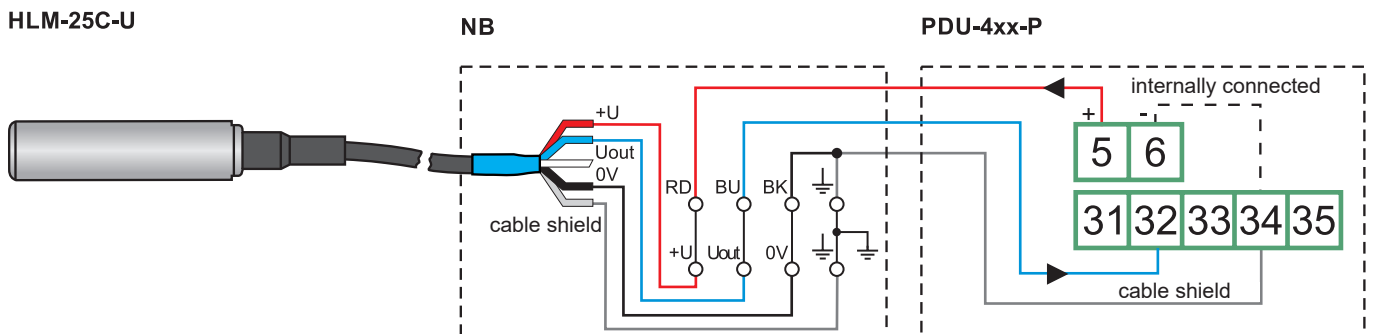 HLM-25C-U
NB
PDU-4xx-P
internally connected
+U
+ -
5 6
Uout
0V
RD BU BK
31 32 33 34 35
cable shield
+U Uout 0V
cable shield